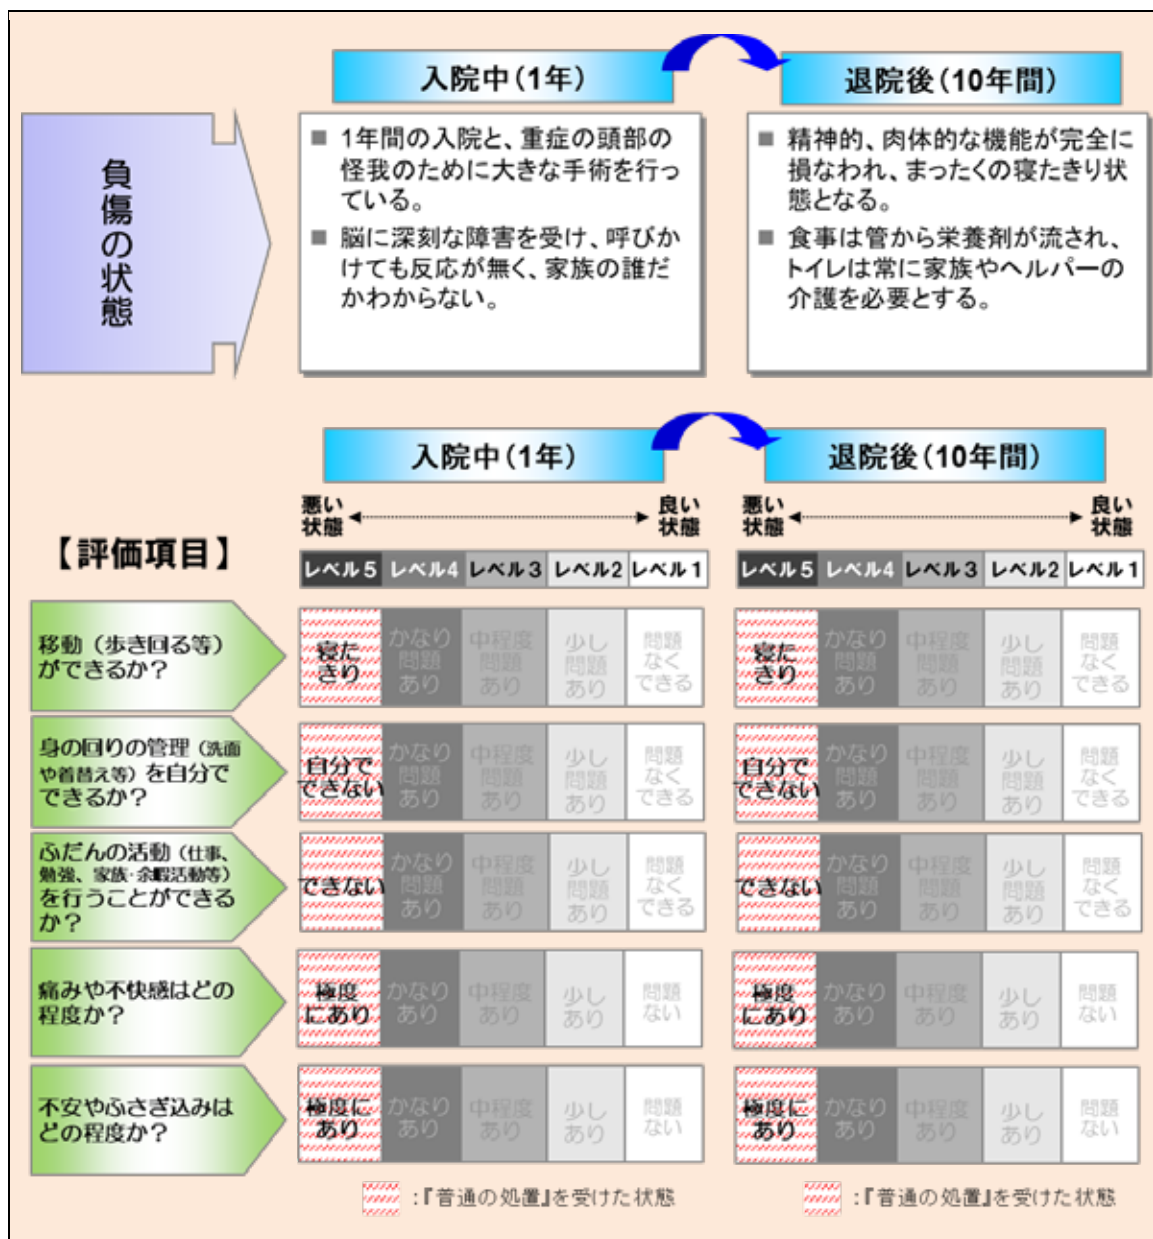 入院中(1年)
退院後(10年間)
負傷の状態
■ 1年間の入院と、重症の頭部の
怪我のために大きな手術を行っ
ている。
■ 脳に深刻な障害を受け、呼びか
けても反応が無く、家族の誰だ
かわからない。
■ 精神的、肉体的な機能が完全に
損なわれ、まったくの寝たきり状
態となる。
■ 食事は管から栄養剤が流され、
トイレは常に家族やヘルパーの
介護を必要とする。
入院中(1年)
退院後(10年間)
悪い
状態
良い
状態
悪い
状態
良い
状態
【評価項目】
レベル5 レベル4 レベル3 レベル2 レベル1
レベル5 レベル4 レベル3 レベル2 レベル1
移動(歩き回る等)
ができるか?
寝た
きり
かなり
問題
あり
中程度
問題
あり
少し
問題
あり
問題
なく
できる
寝た
きり
かなり
問題
あり
中程度
問題
あり
少し
問題
あり
問題
なく
できる
身の回りの管理(洗面
や着替え等)を自分で
できるか?
自分で
できない
かなり
問題
あり
中程度
問題
あり
少し
問題
あり
問題
なく
できる
自分で
できない
かなり
問題
あり
中程度
問題
あり
少し
問題
あり
問題
なく
できる
ふだんの活動(仕事、
勉強、家族・余暇活動等)
を行うことができる
か?
できない
かなり
問題
あり
中程度
問題
あり
少し
問題
あり
問題
なく
できる
できない
かなり
問題
あり
中程度
問題
あり
少し
問題
あり
問題
なく
できる
痛みや不快感はどの
程度か?
極度
にあり
かなり
あり
中程度
あり
少し
あり
問題
ない
極度
にあり
かなり
あり
中程度
あり
少し
あり
問題
ない
不安やふさぎ込みは
どの程度か?
極度に
あり
かなり
あり
中程度
あり
少し
あり
問題
ない
極度に
あり
かなり
あり
中程度
あり
少し
あり
問題
ない
:『普通の処置』を受けた状態
:『普通の処置』を受けた状態